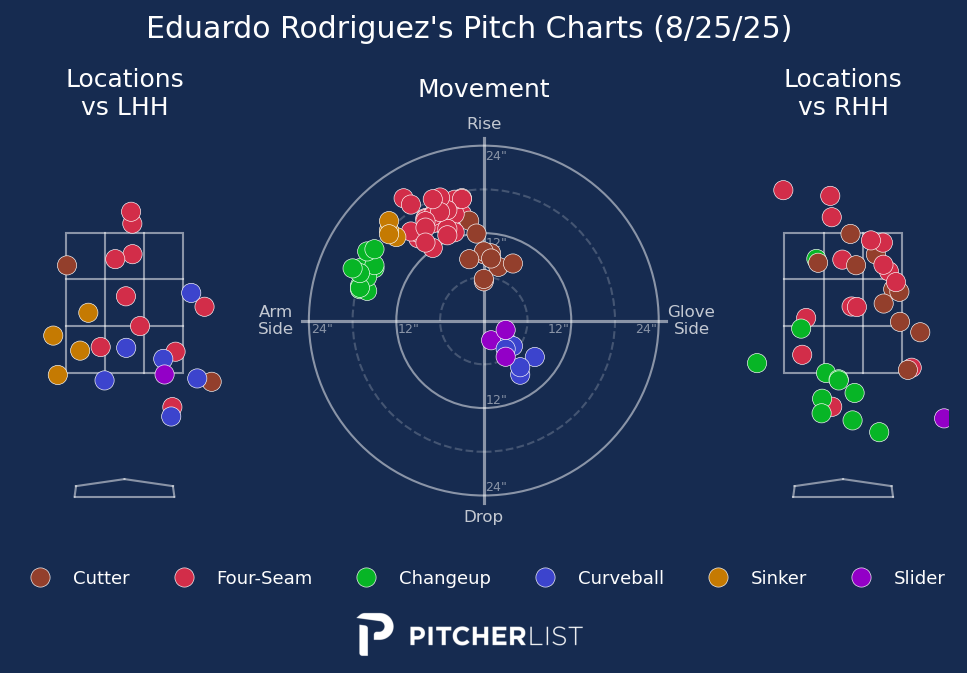 Eduardo Rodriguez's Pitch Charts (8/25/25)
Locations
vs LHH
Movement
Locations
vs RHH
Rise
24"
12"
Arm
Side
24"
12"
12"
24"
Glove
Side
12"
24"
Drop
Cutter
Four-Seam
Changeup
Curveball
Sinker
Slider
PITCHERLIST